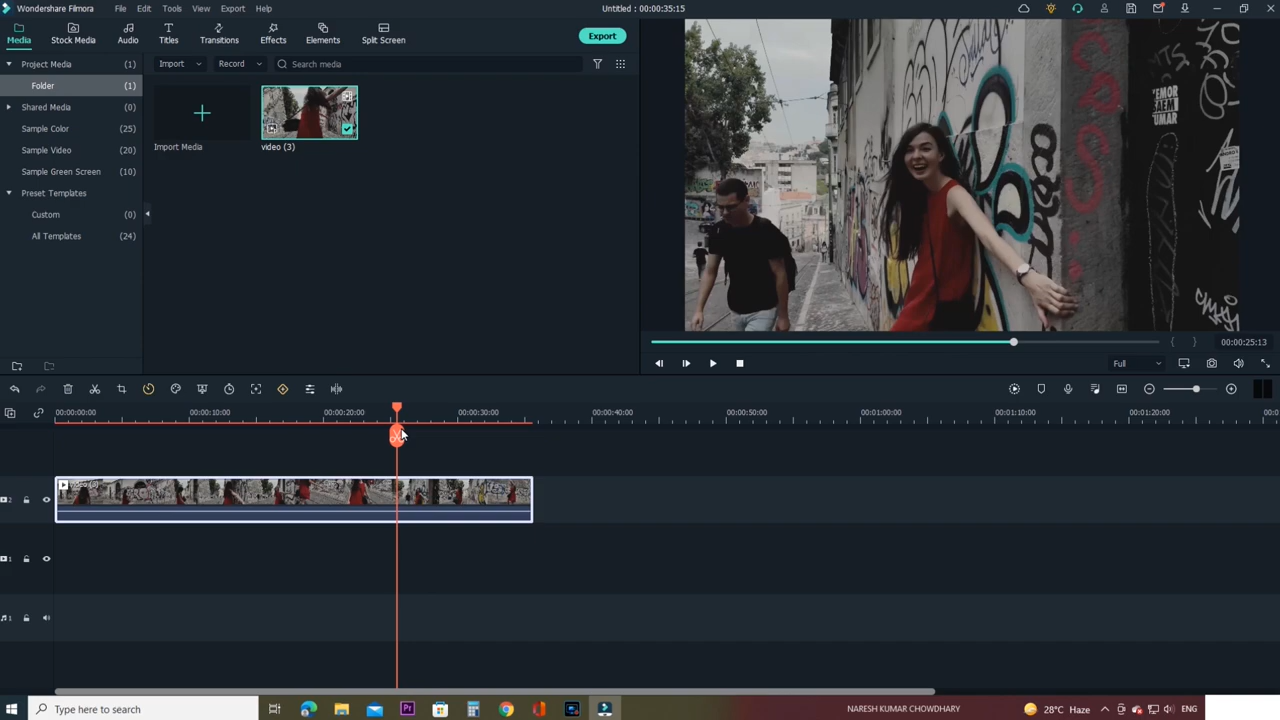 Wondershare Filmora File Edit Tools View Export Help Untitled : 00:00:35:15
Media Stock Media Audio Titles Transitions Effects Elements Split Screen Export
Project Media (1) Import Record Search media
Folder (1)
Shared Media (0)
Sample Color (25)
Sample Video (20)
Sample Green Screen (10)
Preset Templates
Custom (0)
All Templates (24)
Import Media video (3)
00:00:25:13
Full
00:00:00:00 00:00:10:00 00:00:20:00 00:00:30:00 00:00:40:00 00:00:50:00 00:01:00:00 00:01:10:00 00:01:20:00
video (3)
2
1
1
Type here to search NARESH KUMAR CHOWDHARY 28°C Haze ENG